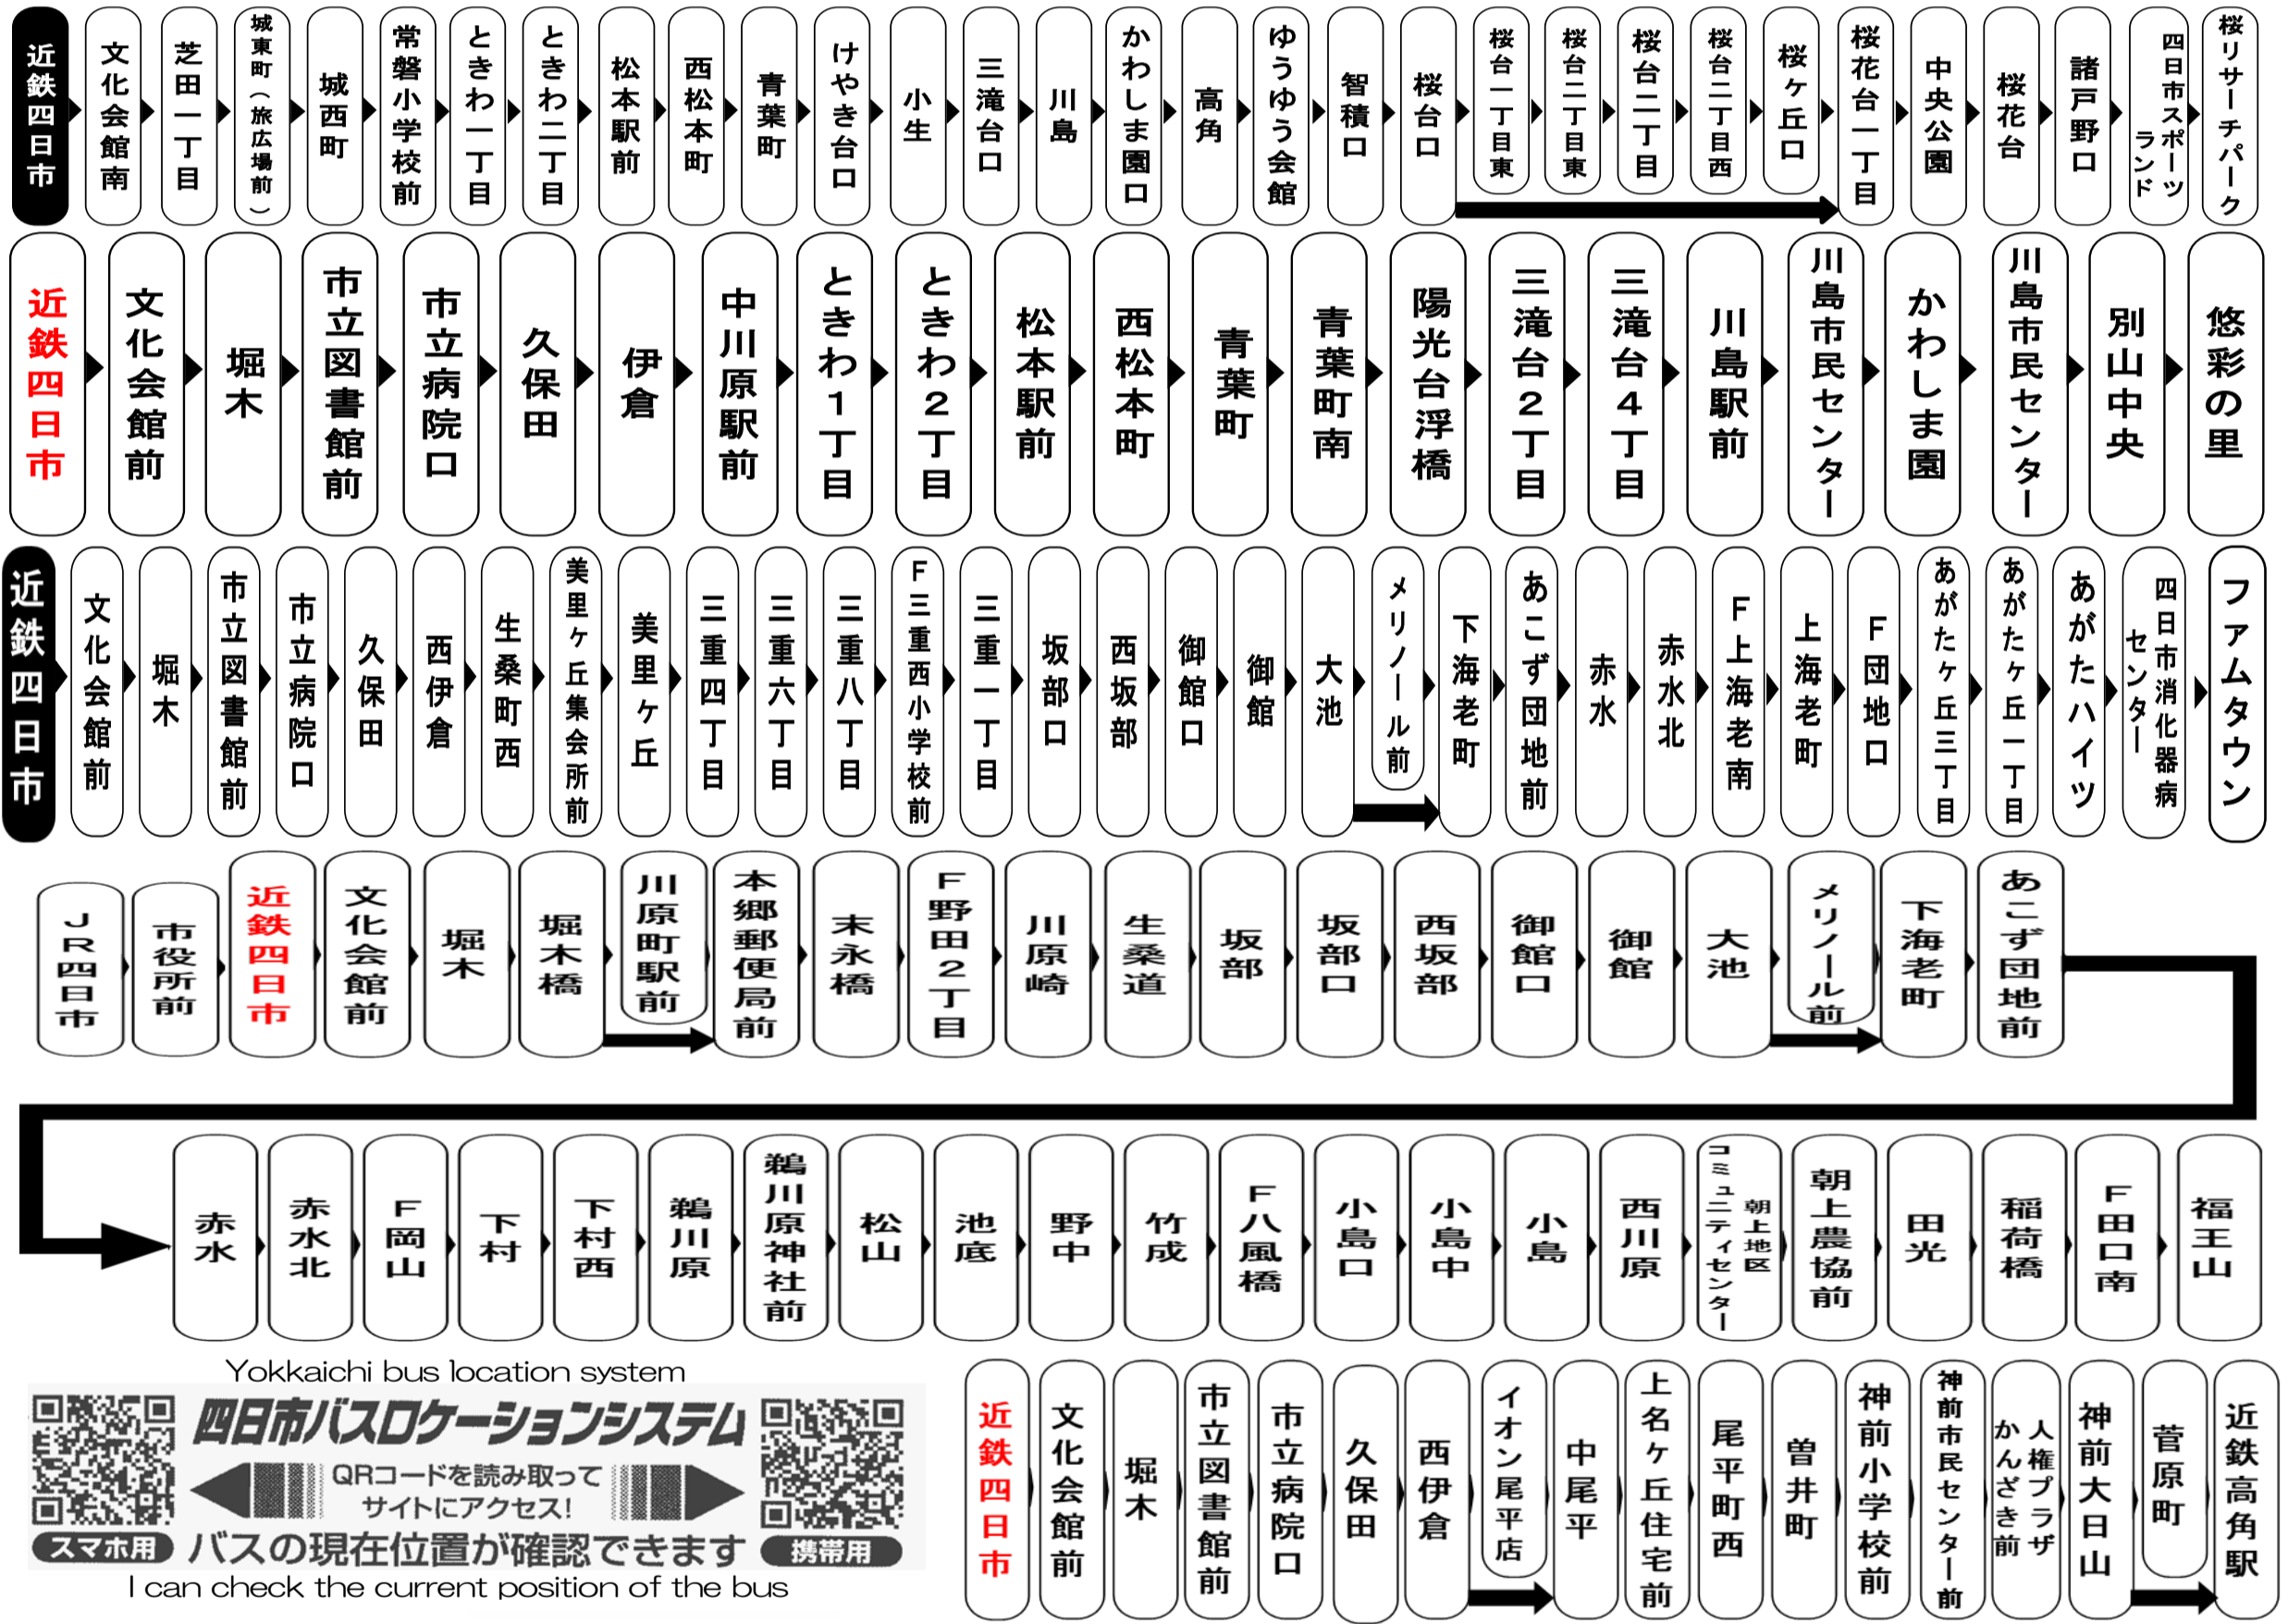 近鉄四日市
文化会館南
芝田一丁目
城東町（旅広場前）
城西町
常磐小学校前
ときわ一丁目
ときわ二丁目
松本駅前
西松本町
青葉町
けやき台口
小生
三滝台口
川島
かわしま園口
高角
ゆうゆう会館
智積口
桜台口
桜台一丁目東
桜台二丁目東
桜台二丁目
桜台二丁目西
桜ヶ丘口
桜花台一丁目
中央公園
桜花台
諸戸野口
四日市スポーツ
ランド
桜リサーチパーク
近鉄四日市
文化会館前
堀木
市立図書館前
市立病院口
久保田
伊倉
中川原駅前
ときわ１丁目
ときわ２丁目
松本駅前
西松本町
青葉町
青葉町南
陽光台浮橋
三滝台２丁目
三滝台４丁目
川島駅前
川島市民センター
かわしま園
川島市民センター
別山中央
悠彩の里
近鉄四日市
文化会館前
堀木
市立図書館前
市立病院口
久保田
西伊倉
生桑町西
美里ヶ丘集会所前
美里ヶ丘
三重四丁目
三重六丁目
三重八丁目
Ｆ三重西小学校前
三重一丁目
坂部口
西坂部
御館口
御館
大池
メリノール前
下海老町
あこず団地前
赤水
赤水北
Ｆ上海老南
上海老町
Ｆ団地口
あがたヶ丘三丁目
あがたヶ丘一丁目
あがたハイツ
四日市消化器病
センター
ファムタウン
ＪＲ四日市
市役所前
近鉄四日市
文化会館前
堀木
堀木橋
川原町駅前
本郷郵便局前
末永橋
Ｆ野田２丁目
川原崎
生桑道
坂部
坂部口
西坂部
御館口
御館
大池
メリノール前
下海老町
あこず団地前
赤水
赤水北
Ｆ岡山
下村
下村西
鵜川原
鵜川原神社前
松山
池底
野中
竹成
Ｆ八風橋
小島口
小島中
小島
西川原
朝上地区
コミュニティセンター
朝上農協前
田光
稲荷橋
Ｆ田口南
福王山
Yokkaichi bus location system
四日市バスロケーションシステム
QRコードを読み取って
サイトにアクセス！
スマホ用
バスの現在位置が確認できます
携帯用
I can check the current position of the bus
近鉄四日市
文化会館前
堀木
市立図書館前
市立病院口
久保田
西伊倉
イオン尾平店
中尾平
上名ヶ丘住宅前
尾平町西
曽井町
神前小学校前
神前市民センター前
人権プラザ
かんざき前
神前大日山
菅原町
近鉄高角駅